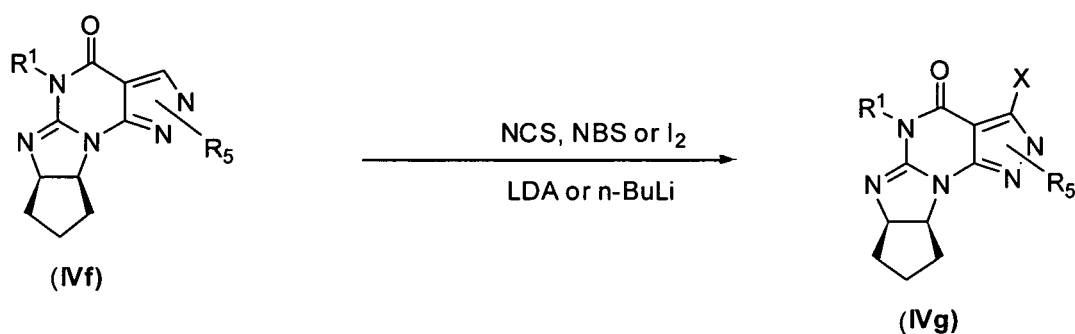 O
R¹
N
N
N
N
N
R₅
(IVf)
NCS, NBS or I₂
LDA or n-BuLi
O
X
R¹
N
N
N
N
N
R₅
(IVg)